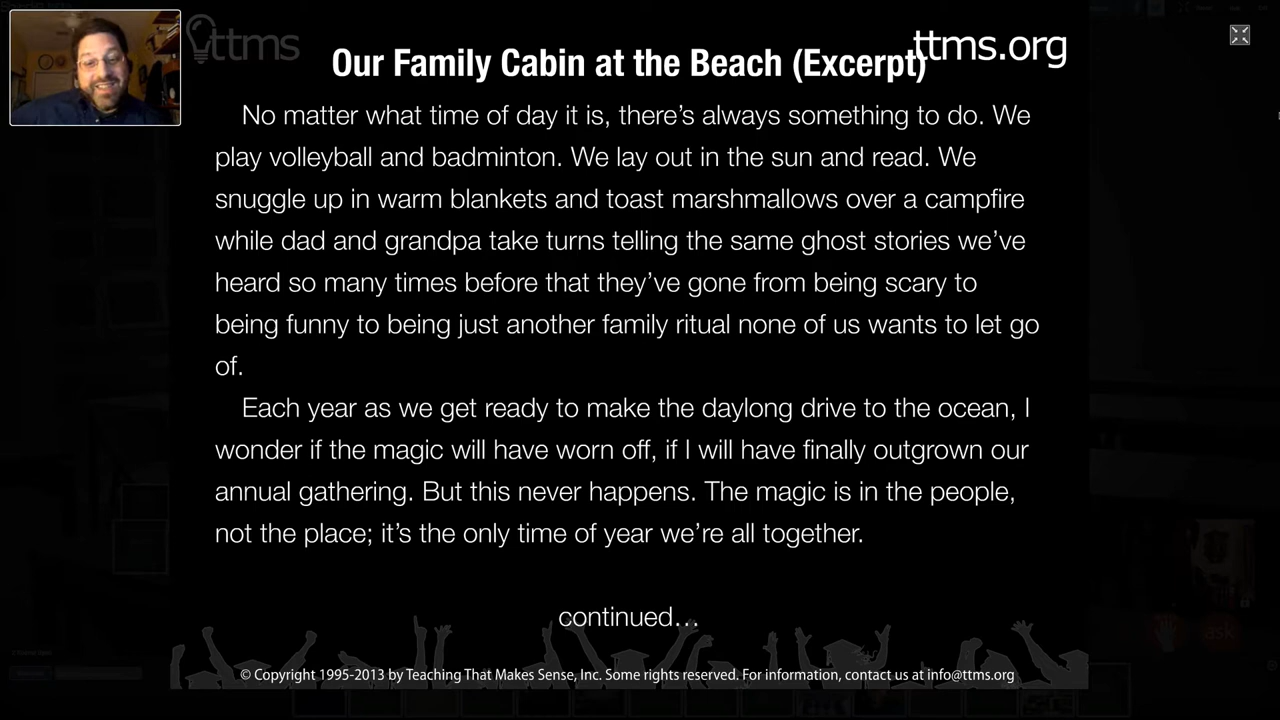 ttms
ttms.org
Our Family Cabin at the Beach (Excerpt)
No matter what time of day it is, there's always something to do. We
play volleyball and badminton. We lay out in the sun and read. We
snuggle up in warm blankets and toast marshmallows over a campfire
while dad and grandpa take turns telling the same ghost stories we've
heard so many times before that they've gone from being scary to
being funny to being just another family ritual none of us wants to let go
of.
Each year as we get ready to make the daylong drive to the ocean, I
wonder if the magic will have worn off, if I will have finally outgrown our
annual gathering. But this never happens. The magic is in the people,
not the place; it's the only time of year we're all together.
continued…
ask
© Copyright 1995-2013 by Teaching That Makes Sense, Inc. Some rights reserved. For information, contact us at info@ttms.org